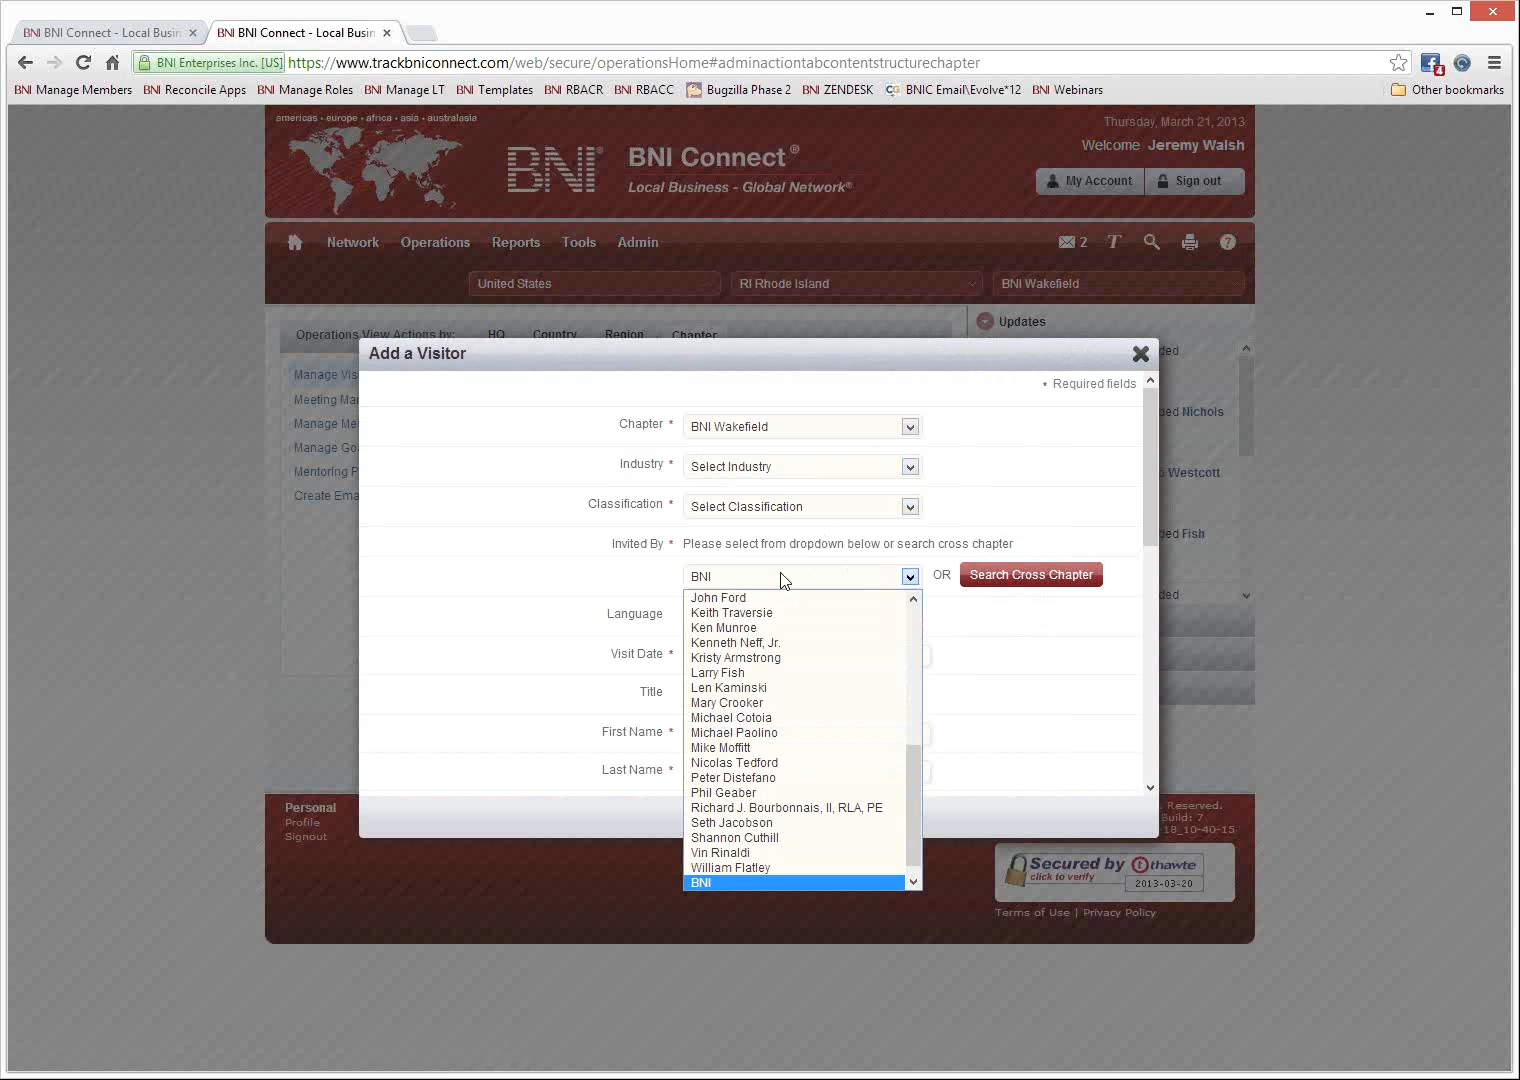 BNI BNI Connect - Local Busin
BNI BNI Connect - Local Busin
BNI Enterprises Inc. [US] https://www.trackbniconnect.com/web/secure/operationsHome#adminactiontabcontentstructurechapter
4
BNI Manage Members BNI Reconcile Apps BNI Manage Roles BNI Manage LT BNI Templates BNI RBACR BNI RBACC Bugzilla Phase 2 BNI ZENDESK BNIC Email\Evolve*12 BNI Webinars Other bookmarks
americas • europe • africa • asia • australasia
Thursday, March 21, 2013
Welcome Jeremy Walsh
BNI®
BNI Connect®
Local Business - Global Network®
My Account
Sign out
Network Operations Reports Tools Admin 2 T ?
United States RI Rhode Island BNI Wakefield
Operations View Actions by: HQ Country Region Chapter
Updates
Manage Vis
Meeting Mar
Manage Me
Manage Go
Mentoring P
Create Ema
ded
ded Nichols
Westcott
ded Fish
ded
Add a Visitor
* Required fields
Chapter * BNI Wakefield
Industry * Select Industry
Classification * Select Classification
Invited By * Please select from dropdown below or search cross chapter
BNI OR Search Cross Chapter
Language
Visit Date *
Title
First Name *
Last Name *
John Ford
Keith Traversie
Ken Munroe
Kenneth Neff, Jr.
Kristy Armstrong
Larry Fish
Len Kaminski
Mary Crooker
Michael Cotoia
Michael Paolino
Mike Moffitt
Nicolas Tedford
Peter Distefano
Phil Geaber
Richard J. Bourbonnais, II, RLA, PE
Seth Jacobson
Shannon Cuthill
Vin Rinaldi
William Flatley
BNI
Personal
Profile
Signout
Reserved.
Build: 7
18_10-40-15
Secured by thawte
click to verify
2013-03-20
Terms of Use | Privacy Policy